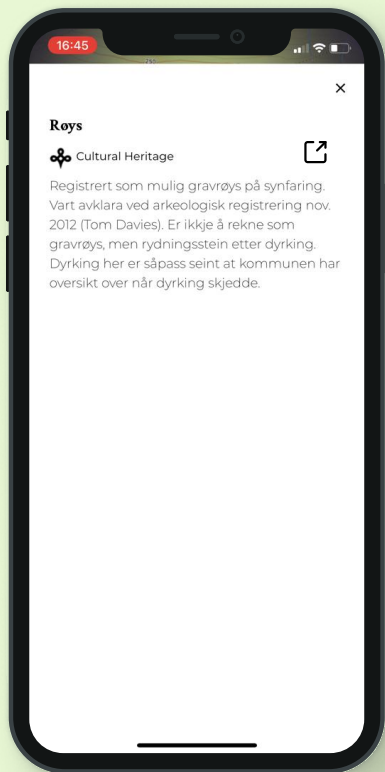 16:45
Røys
Cultural Heritage
Registrert som mulig gravrøys på synfaring.
Vart avklara ved arkeologisk registrering nov.
2012 (Tom Davies). Er ikkje å rekne som
gravrøys, men rydningsstein etter dyrking.
Dyrking her er såpass seint at kommunen har
oversikt over når dyrking skjedde.